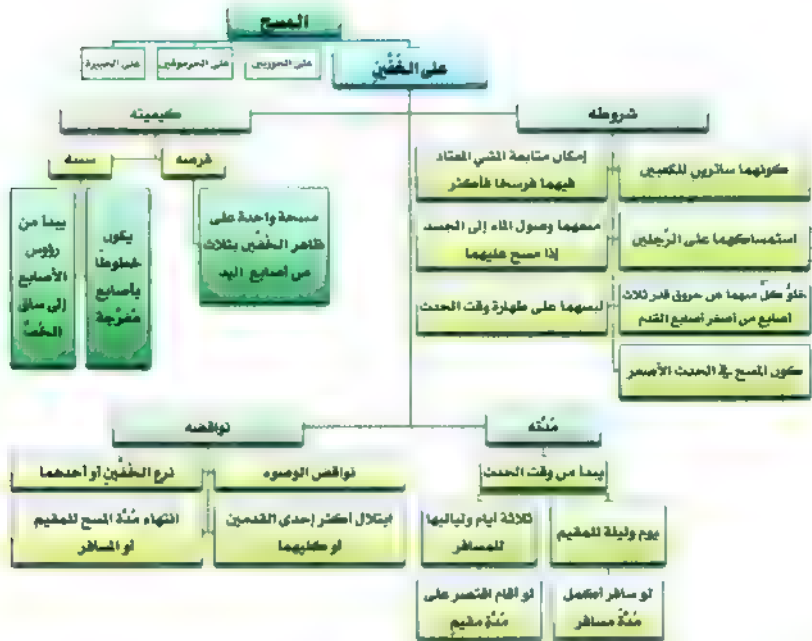 المسح
على الخُفَّينِ
على الجوربين
على الجرموقين
على الجبيرة
شروطه
كونهما ساترين للكعبين
إمكان متابعة المشي المعتاد
فيهما فرسخًا فأكثر
استمساكهما على الرِّجلين
منعهما وصول الماء إلى الجسد
إذا مسح عليهما
خلوُّ كلّ منهما من خروق قدر ثلاث
أصابع من أصغر أصابع القدم
لبسهما على طهارة وقت الحدث
كون المسح في الحدث الأصغر
كيفيته
فرضه
مسحة واحدة على
ظاهر الخُفَّين بثلاث
من أصابع اليد
سننه
يكون
خطوطًا
بأصابع
مُفرَّجة
يبدأ من
رؤوس
الأصابع
إلى ساق
الخُفِّ
مُدَّته
يبدأ من وقت الحدث
يوم وليلة للمقيم
ثلاثة أيام ولياليها
للمسافر
لو سافر أكمل
مُدَّةَ مسافر
لو أقام اقتصر على
مُدَّةِ مقيم
نواقضه
نواقض الوضوء
نزع الخُفَّينِ أو أحدهما
ابتلال أكثر إحدى القدمين
أو كليهما
انتهاء مُدَّة المسح للمقيم
أو المسافر